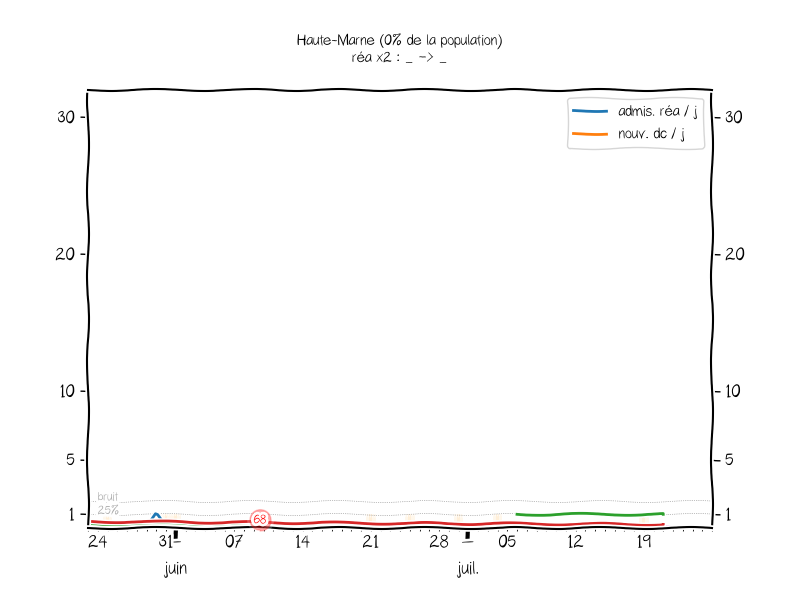 Haute-Marne (0% de la population)
réa x2 : _ -> _
admis. réa / j
nouv. dc / j
30
30
20
20
10
10
5
5
bruit
25%
1
1
68
24 31 07 14 21 28 05 12 19
juin juil.